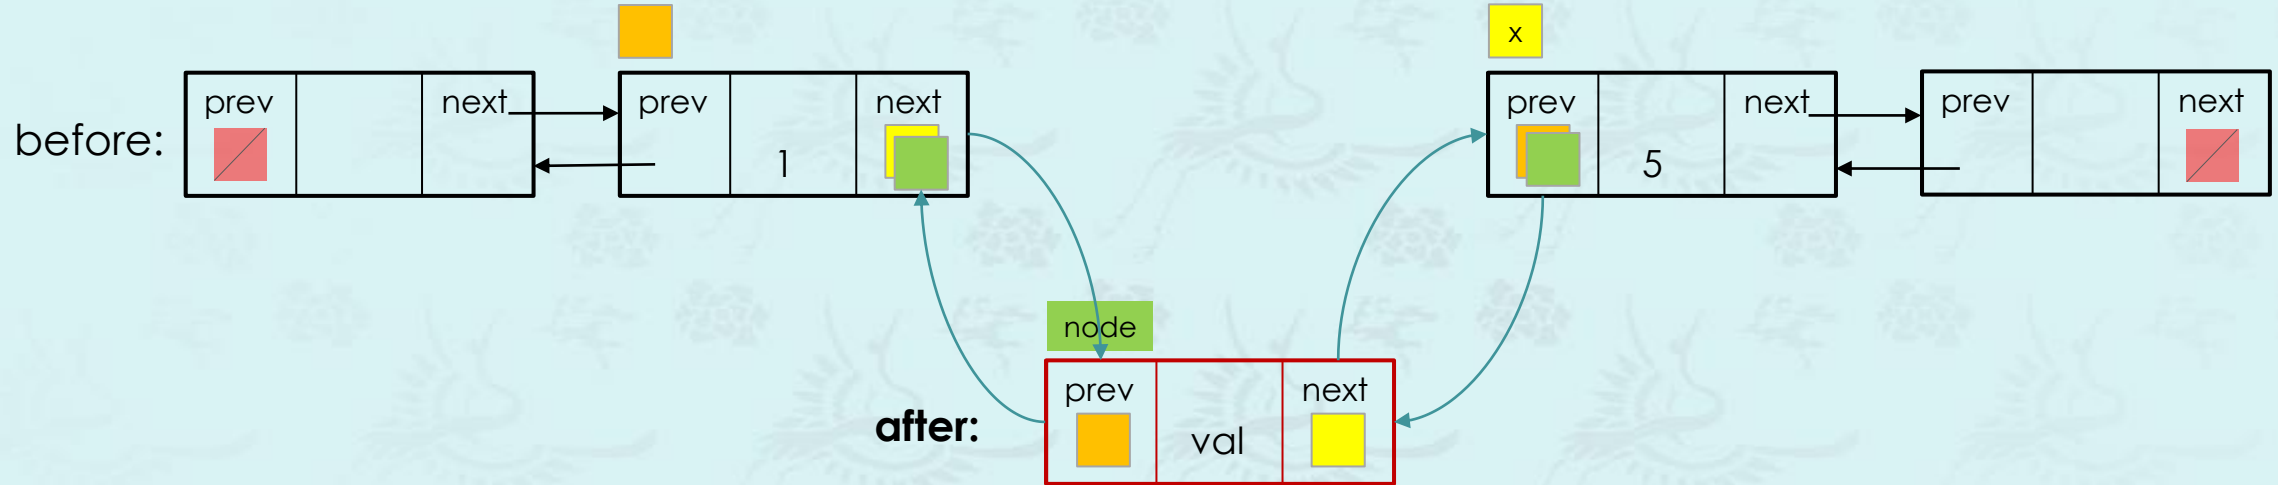 x
before:
prev next
prev 1 next
prev 5 next
prev next
node
after:
prev val next